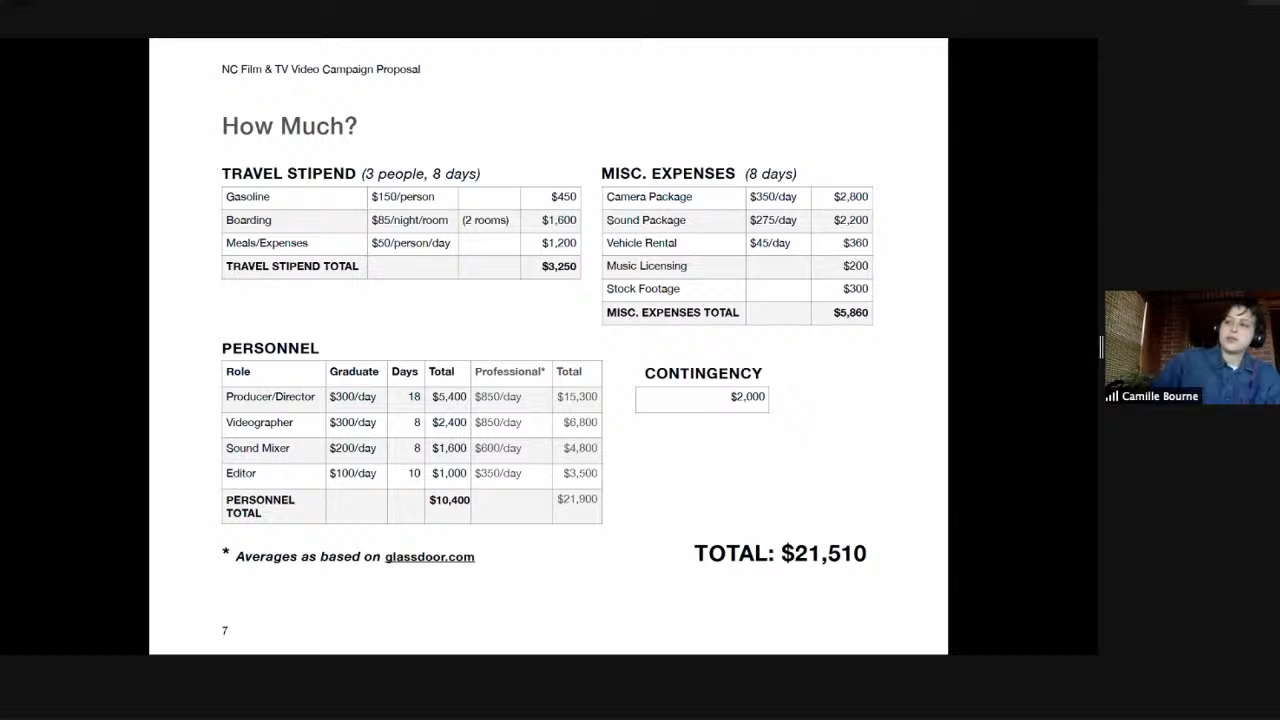 NC Film & TV Video Campaign Proposal
How Much?
TRAVEL STIPEND (3 people, 8 days)
Gasoline $150/person $450
Boarding $85/night/room (2 rooms) $1,600
Meals/Expenses $50/person/day $1,200
TRAVEL STIPEND TOTAL $3,250
MISC. EXPENSES (8 days)
Camera Package $350/day $2,800
Sound Package $275/day $2,200
Vehicle Rental $45/day $360
Music Licensing $200
Stock Footage $300
MISC. EXPENSES TOTAL $5,860
PERSONNEL
Role Graduate Days Total Professional* Total
Producer/Director $300/day 18 $5,400 $850/day $15,300
Videographer $300/day 8 $2,400 $850/day $6,800
Sound Mixer $200/day 8 $1,600 $600/day $4,800
Editor $100/day 10 $1,000 $350/day $3,500
PERSONNEL
TOTAL $10,400 $21,900
CONTINGENCY
$2,000
* Averages as based on glassdoor.com
TOTAL: $21,510
7
Camille Bourne